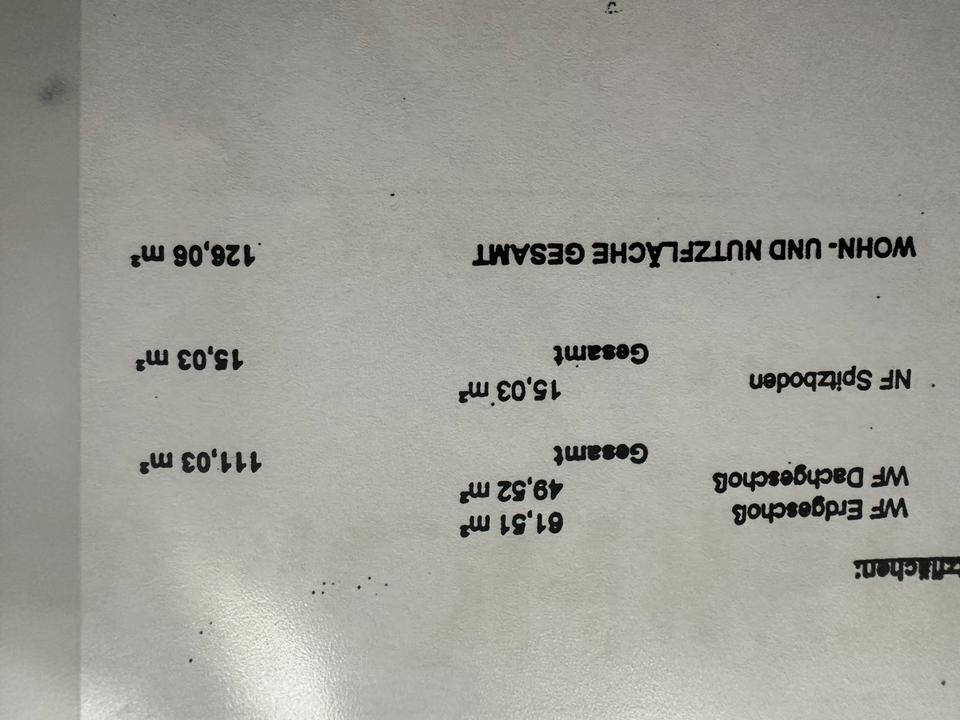 WF Erdgeschoß 61,51 m²
WF Dachgeschoß 49,52 m²
Gesamt 111,03 m²
NF Spitzboden 15,03 m²
Gesamt 15,03 m²
WOHN- UND NUTZFLÄCHE GESAMT 126,06 m²